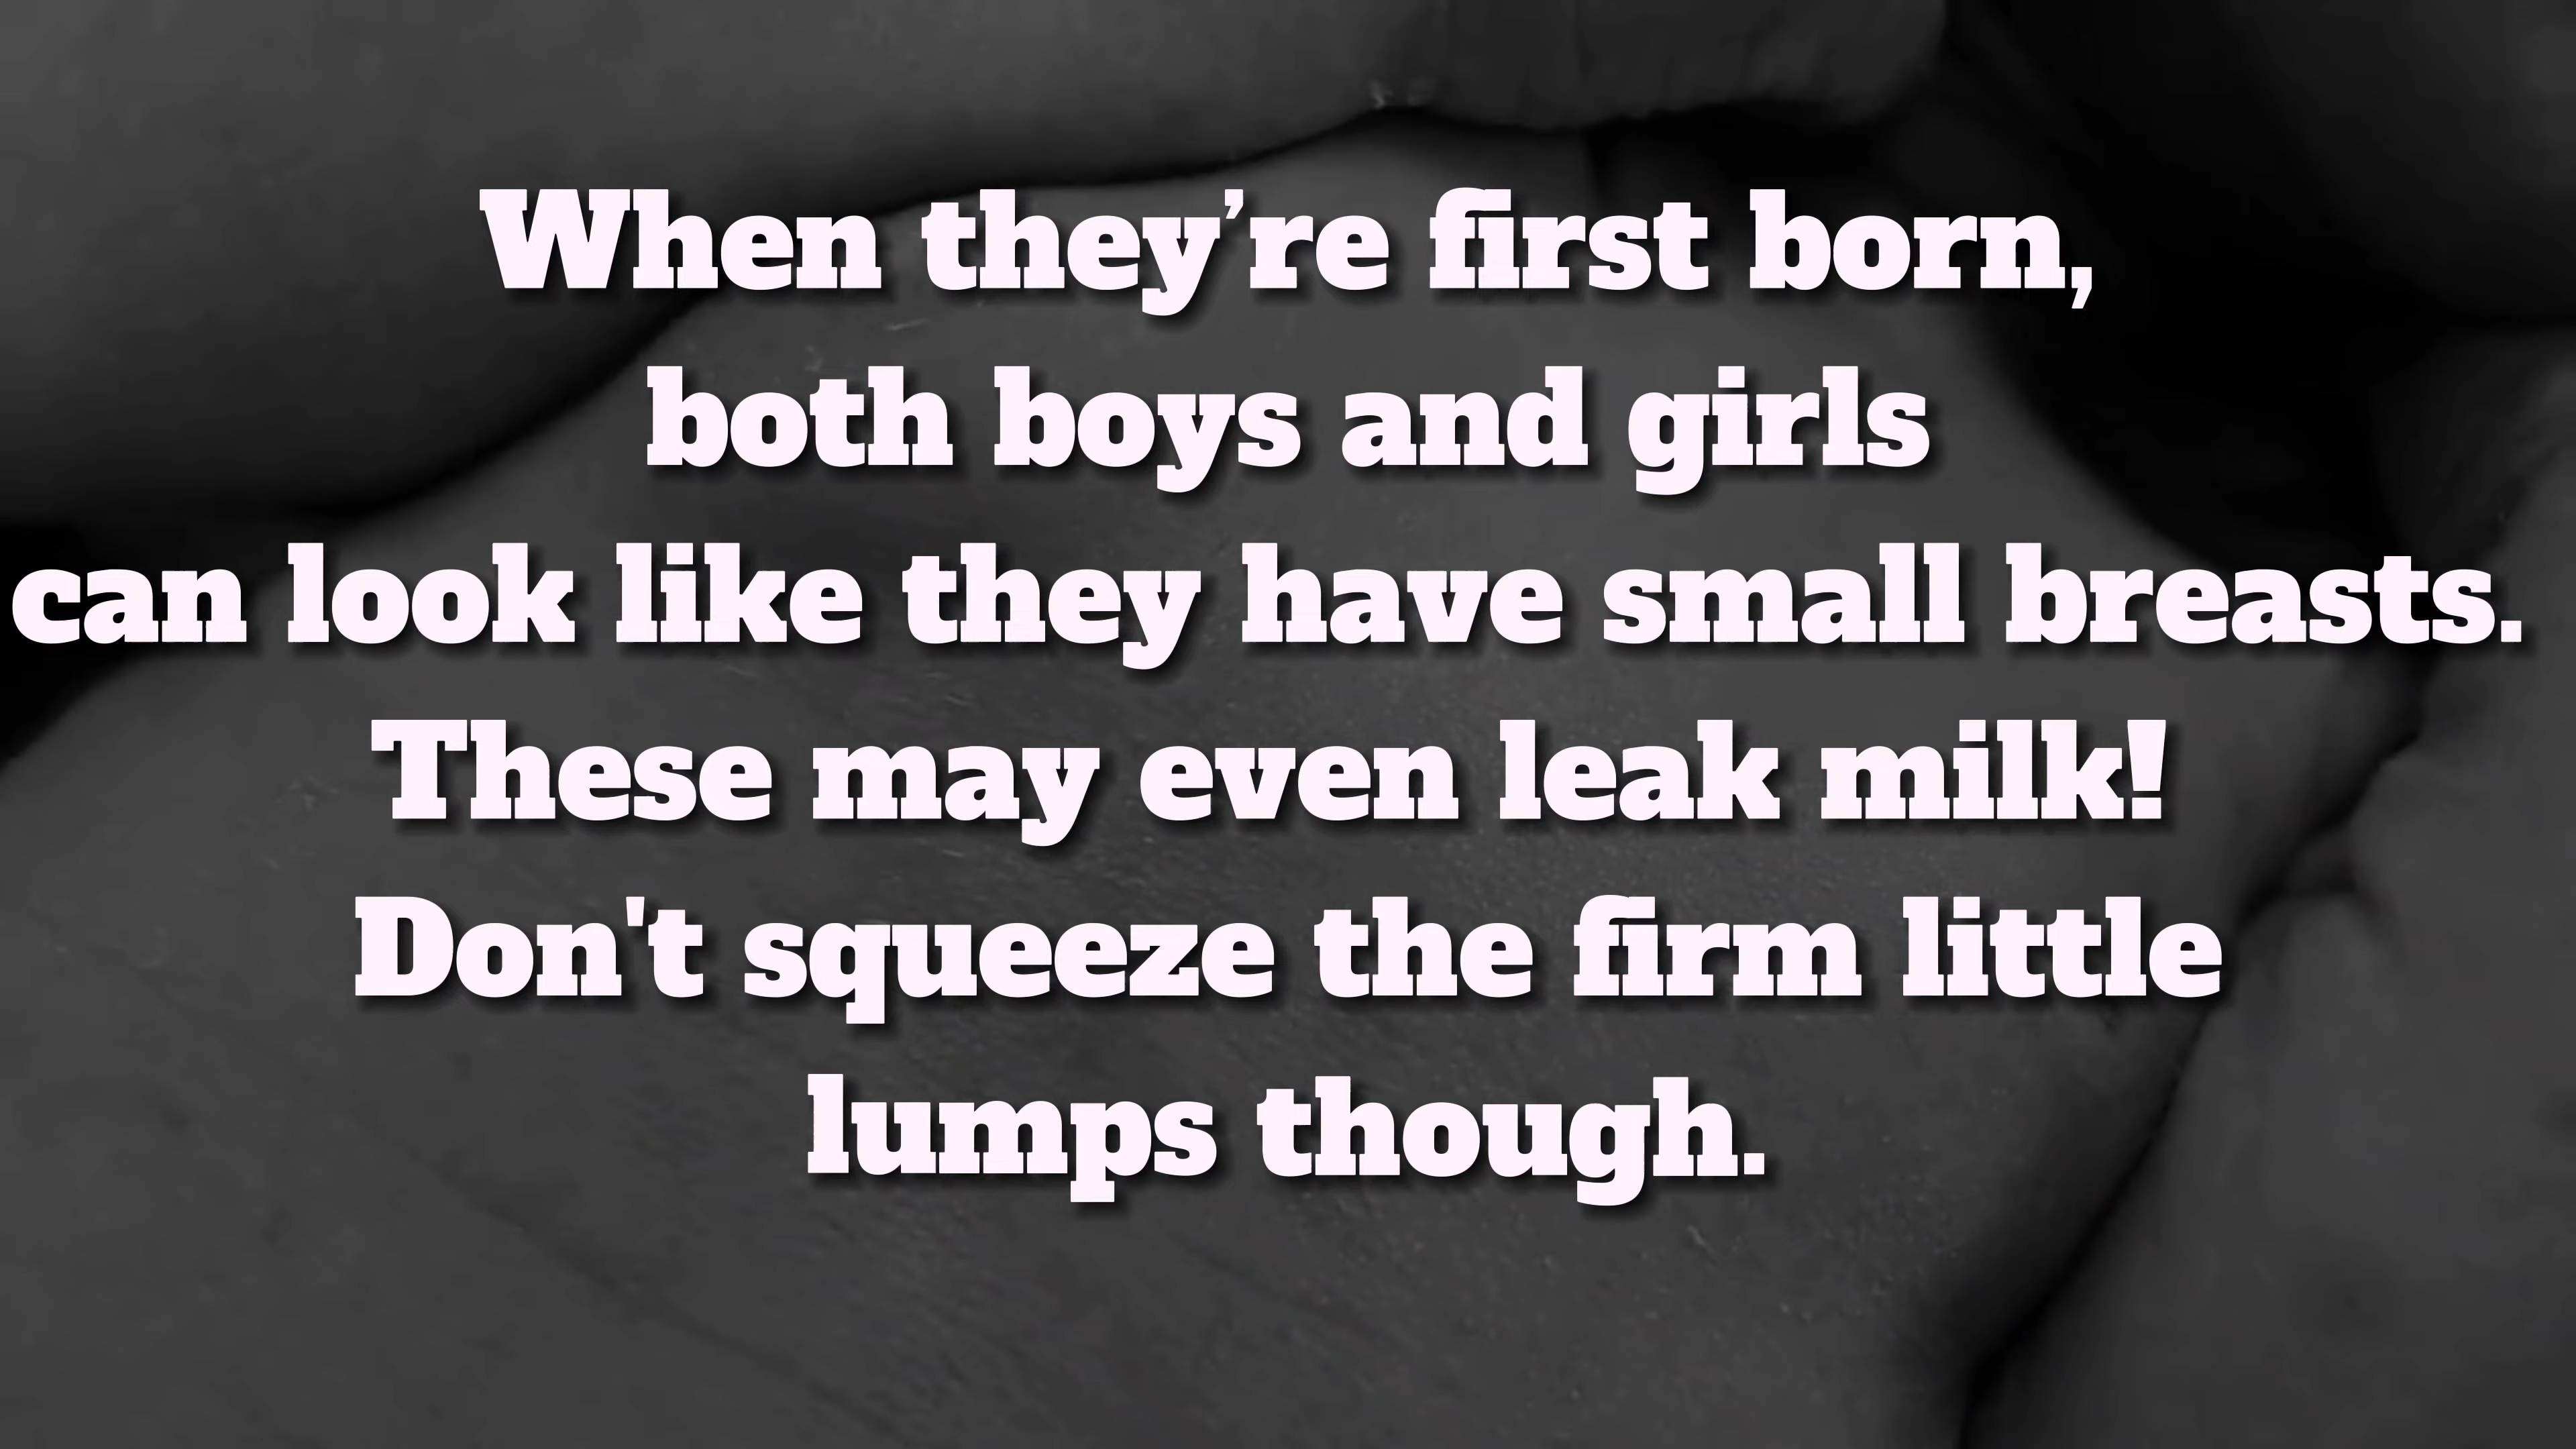 When they’re first born,
both boys and girls
can look like they have small breasts.
These may even leak milk!
Don't squeeze the firm little
lumps though.